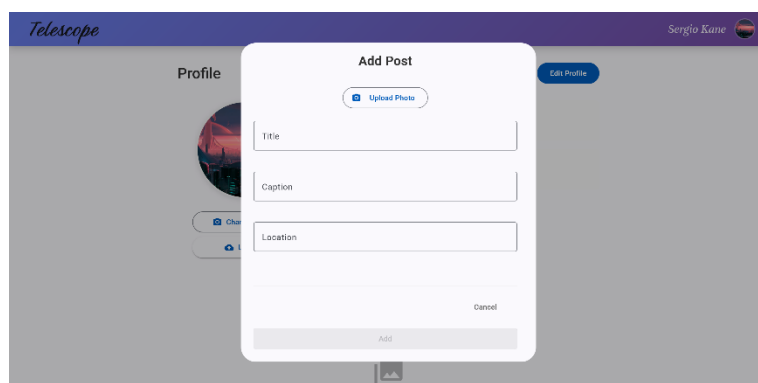 Telescope
Sergio Kane
Add Post
Profile
Edit Profile
Upload Photo
Title
Caption
Location
Cancel
Add